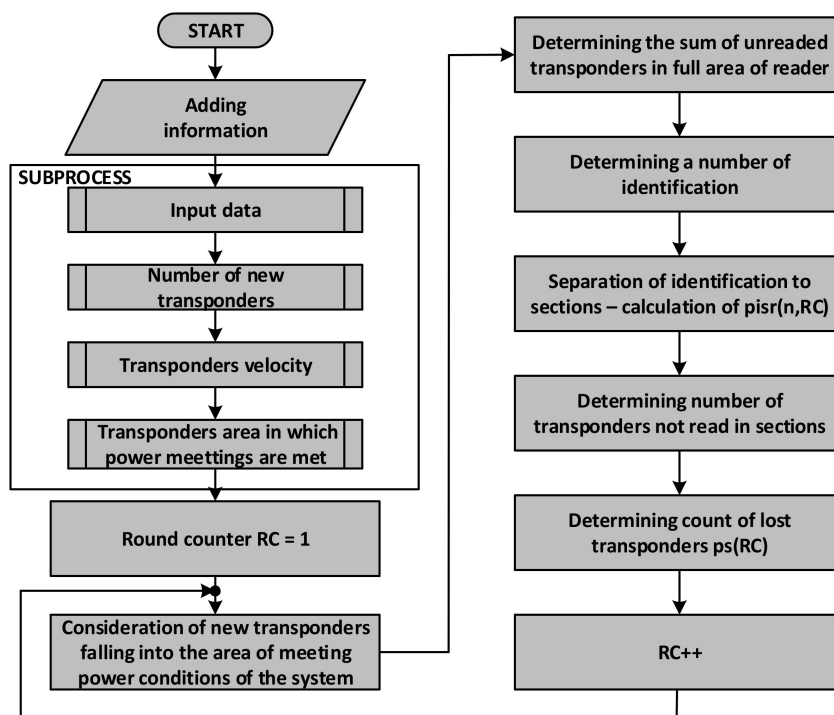 START
Adding
information
SUBPROCESS
Input data
Number of new
transponders
Transponders velocity
Transponders area in which
power meettings are met
Round counter RC = 1
Consideration of new transponders
falling into the area of meeting
power conditions of the system
Determining the sum of unreaded
transponders in full area of reader
Determining a number of
identification
Separation of identification to
sections – calculation of pisr(n,RC)
Determining number of
transponders not read in sections
Determining count of lost
transponders ps(RC)
RC++